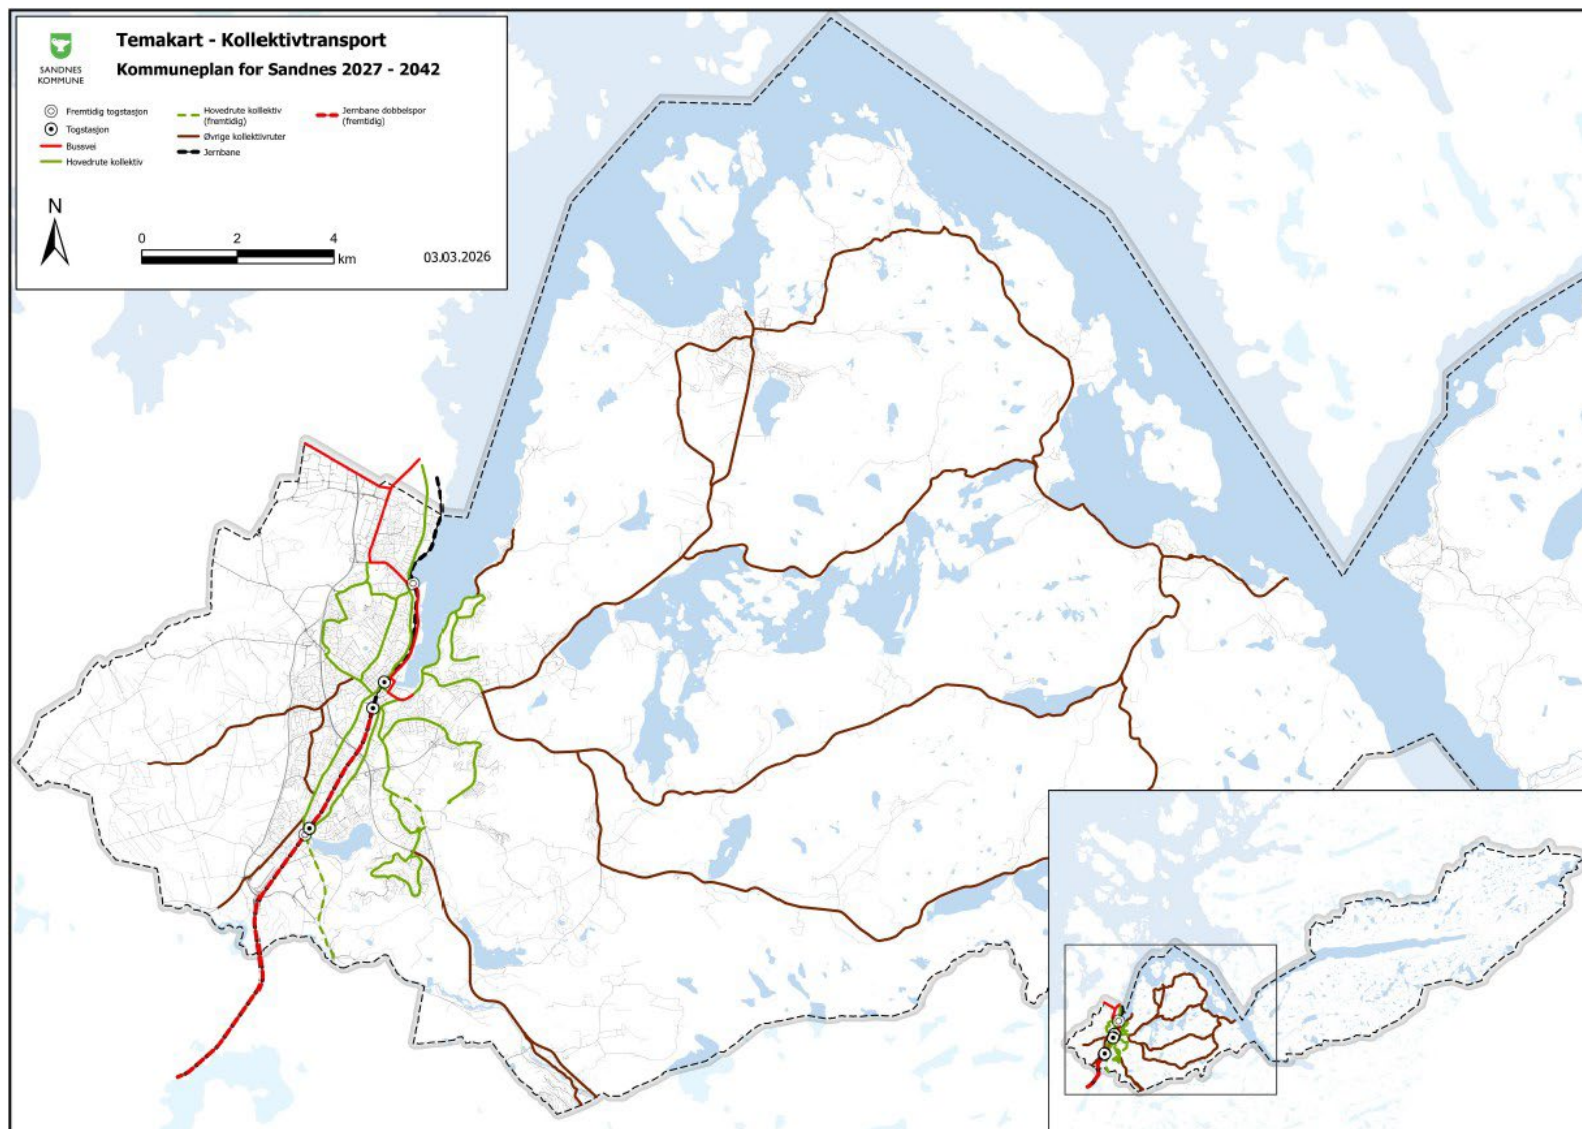 Temakart - Kollektivtransport
Kommuneplan for Sandnes 2027 - 2042
SANDNES
KOMMUNE
Fremtidig togstasjon
Togstasjon
Bussvei
Hovedrute kollektiv
Hovedrute kollektiv
(fremtidig)
Øvrige kollektivruter
Jernbane
Jernbane dobbelspor
(fremtidig)
N
0 2 4
km
03.03.2026